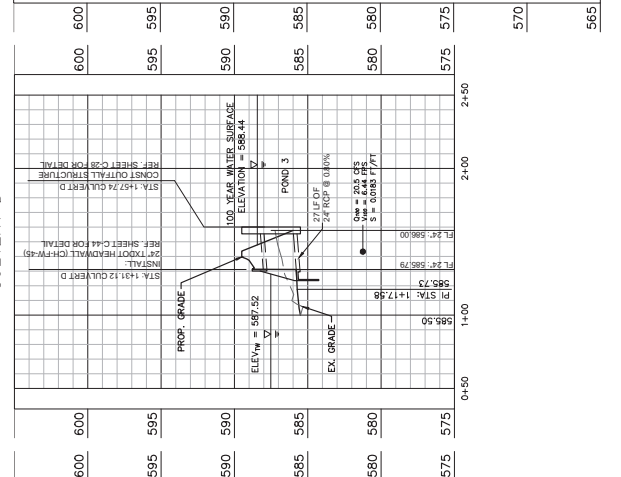 600
595
590
585
580
575
570
565
600
595
590
585
580
575
STA: 1+57.74 CULVERT D
CONST OUTFALL STRUCTURE
REF. SHEET C-28 FOR DETAIL
STA: 1+31.12 CULVERT D
INSTALL:
24" TXDOT HEADWALL (CH-FW-45)
REF. SHEET C-44 FOR DETAIL
100 YEAR WATER SURFACE
ELEVATION = 588.44
POND 3
27 LF OF
24" RCP @ 0.80%
Q100 = 20.5 CFS
V100 = 6.44 FPS
S = 0.0183 FT/FT
PROP. GRADE
ELEVTW = 587.52
EX. GRADE
FL 24": 586.00
FL 24": 585.79
585.73
PI STA: 1+17.58
585.50
0+50
1+00
2+00
2+50
600
595
590
585
580
575
600
595
590
585
580
575